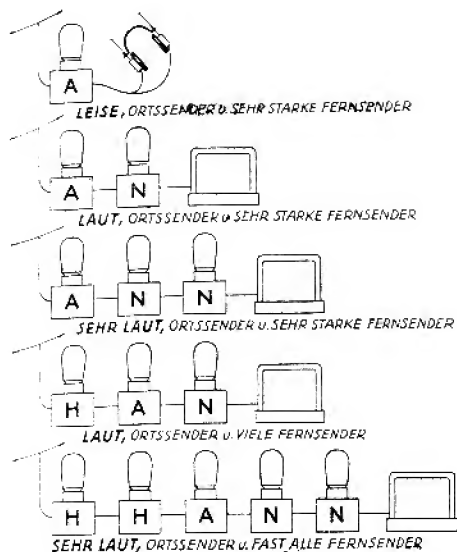 A
LEISE, ORTSSENDER U. SEHR STARKE FERNSENDER
A N
LAUT, ORTSSENDER U SEHR STARKE FERNSENDER
A N N
SEHR LAUT, ORTSSENDER U. SEHR STARKE FERNSENDER
H A N
LAUT, ORTSSENDER U. VIELE FERNSENDER
H H A N N
SEHR LAUT, ORTSSENDER U. FAST ALLE FERNSENDER